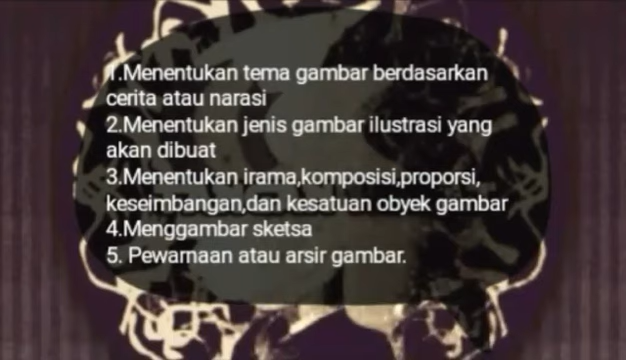 1.Menentukan tema gambar berdasarkan
cerita atau narasi
2.Menentukan jenis gambar ilustrasi yang
akan dibuat
3.Menentukan irama,komposisi,proporsi,
keseimbangan,dan kesatuan obyek gambar
4.Menggambar sketsa
5. Pewarnaan atau arsir gambar.